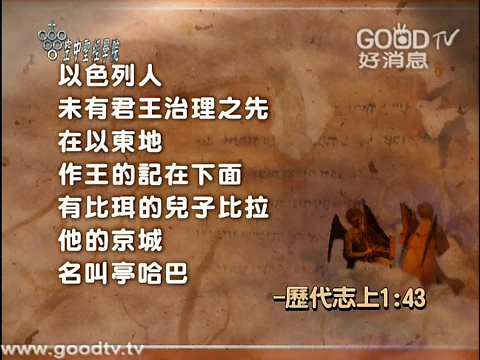 空中聖經學院
GOOD TV
好消息
以色列人
未有君王治理之先
在以東地
作王的記在下面
有比珥的兒子比拉
他的京城
名叫亭哈巴
-歷代志上1:43
www.goodtv.tv